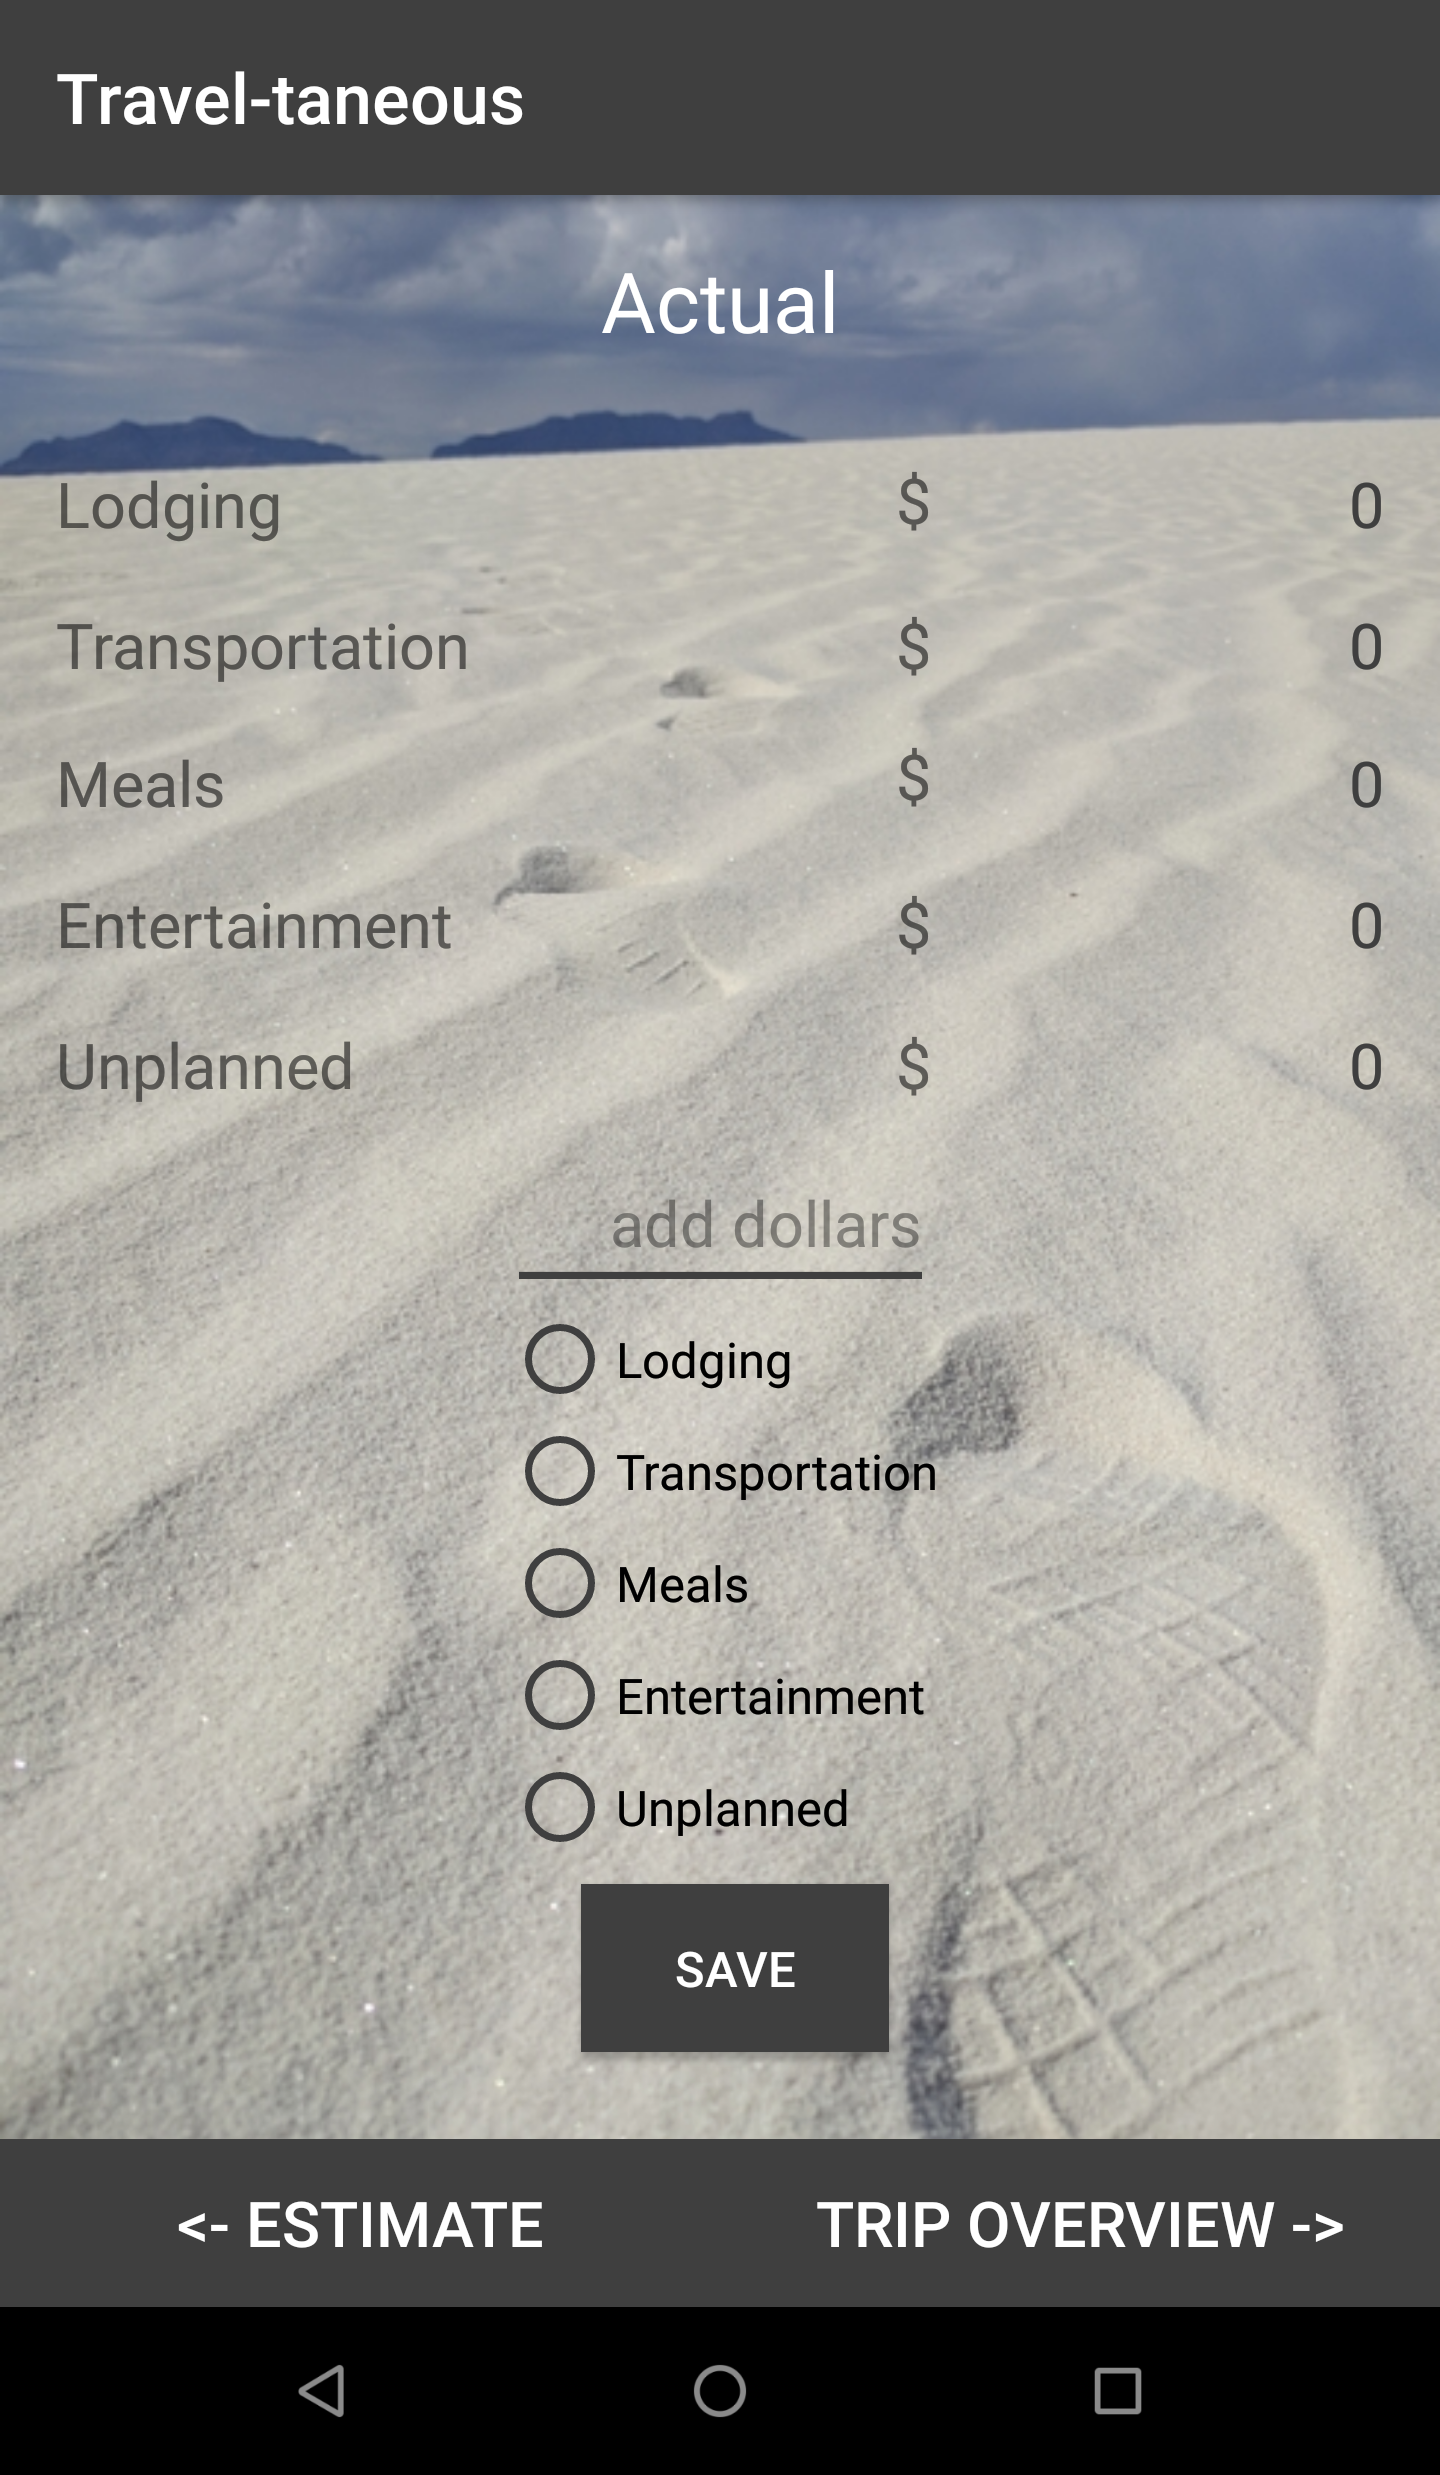 Travel-taneous
Actual
Lodging $ 0
Transportation $ 0
Meals $ 0
Entertainment $ 0
Unplanned $ 0
add dollars
Lodging
Transportation
Meals
Entertainment
Unplanned
SAVE
<- ESTIMATE TRIP OVERVIEW ->